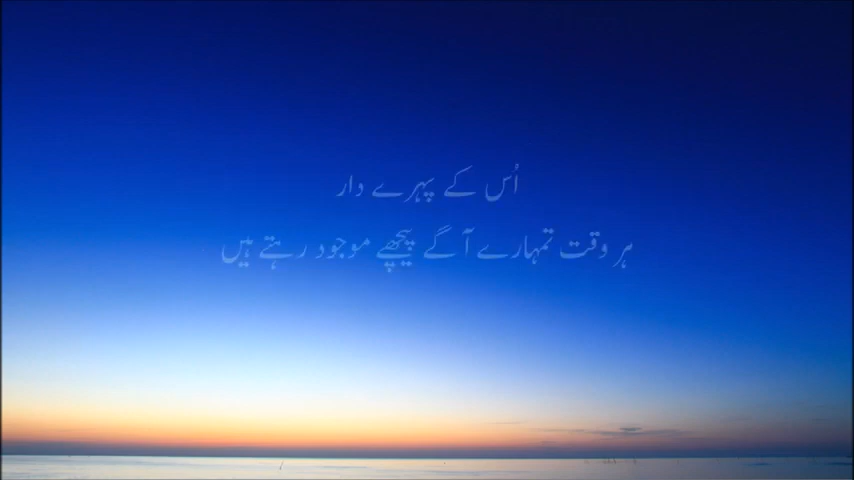 اُس کے پہرے دار
ہر وقت تمہارے آگے پیچھے موجود رہتے ہیں